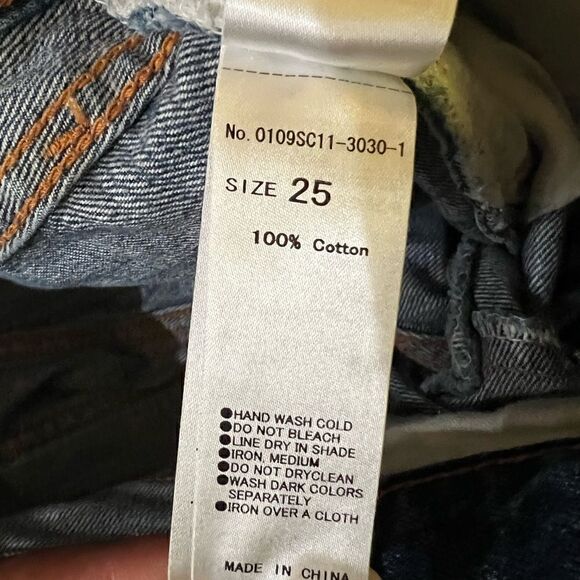 No. 0109SC11-3030-1
SIZE 25
100% Cotton
●HAND WASH COLD
●DO NOT BLEACH
●LINE DRY IN SHADE
●IRON, MEDIUM
●DO NOT DRYCLEAN
●WASH DARK COLORS
SEPARATELY
●IRON OVER A CLOTH
MADE IN CHINA